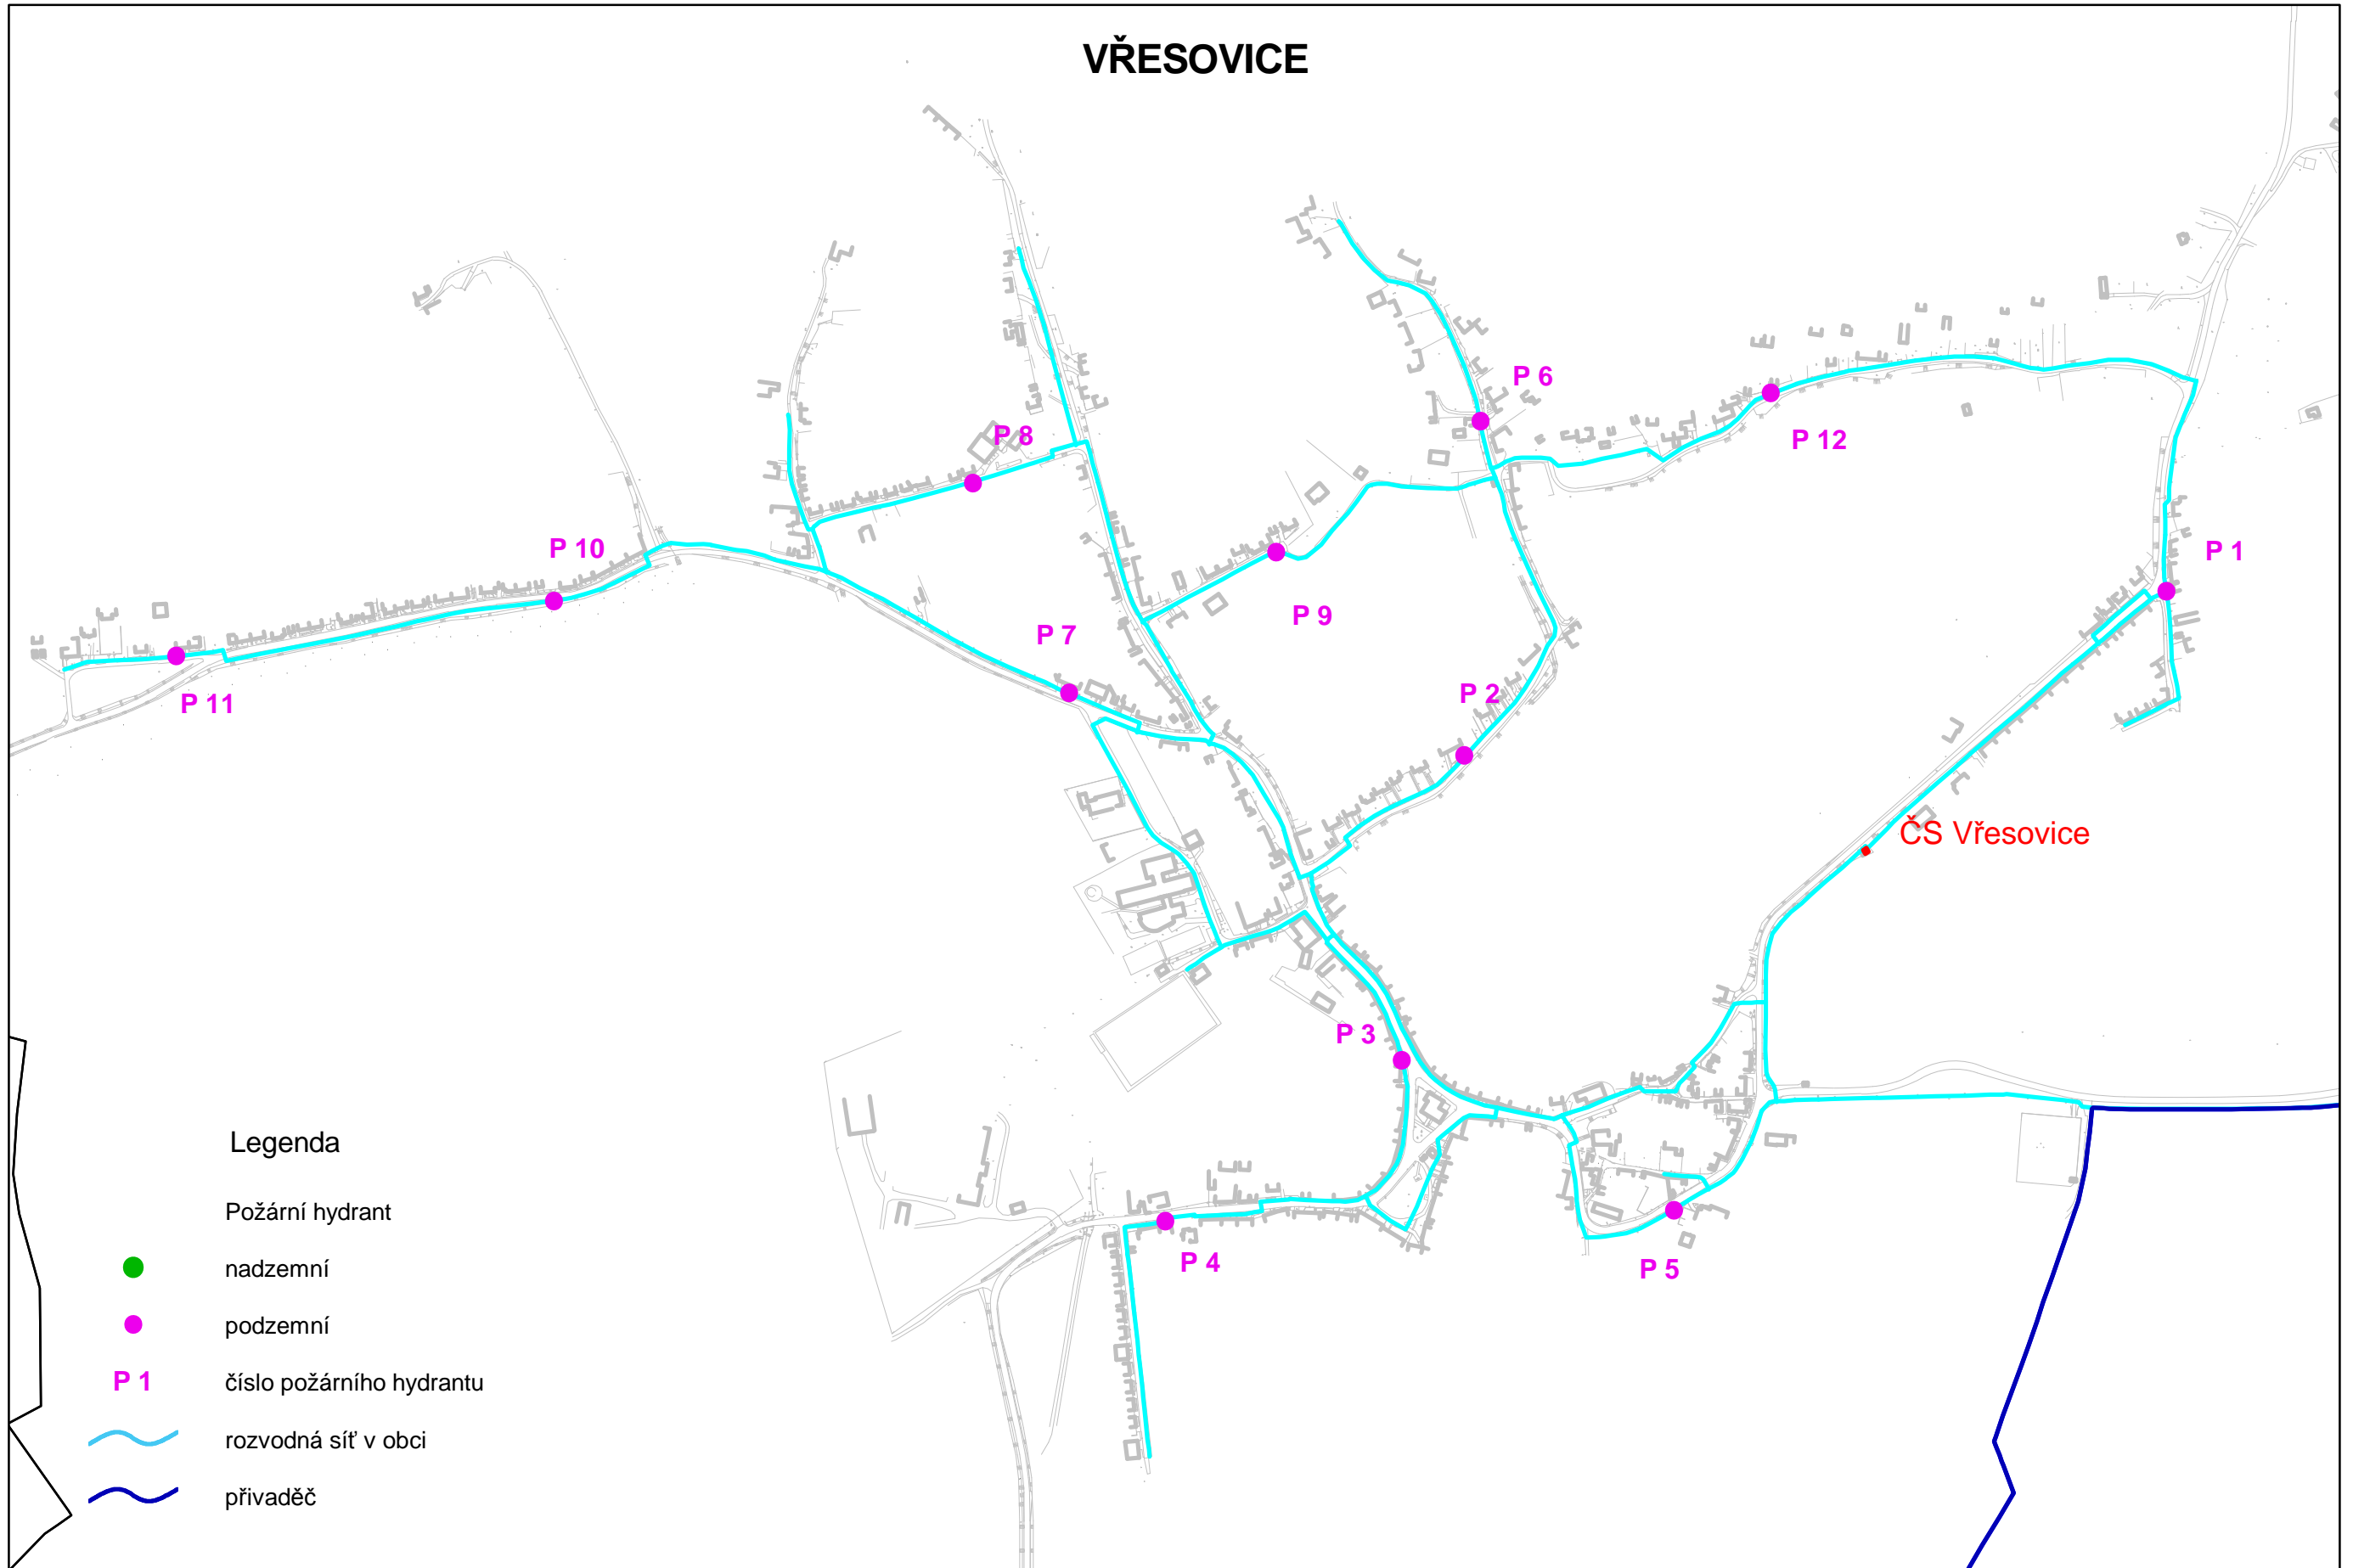 VŘESOVICE
P 6
P 8
P 12
P 10
P 1
P 9
P 7
P 2
P 11
ČS Vřesovice
P 3
P 4
P 5
Legenda
Požární hydrant
nadzemní
podzemní
P 1 číslo požárního hydrantu
rozvodná síť v obci
přivaděč